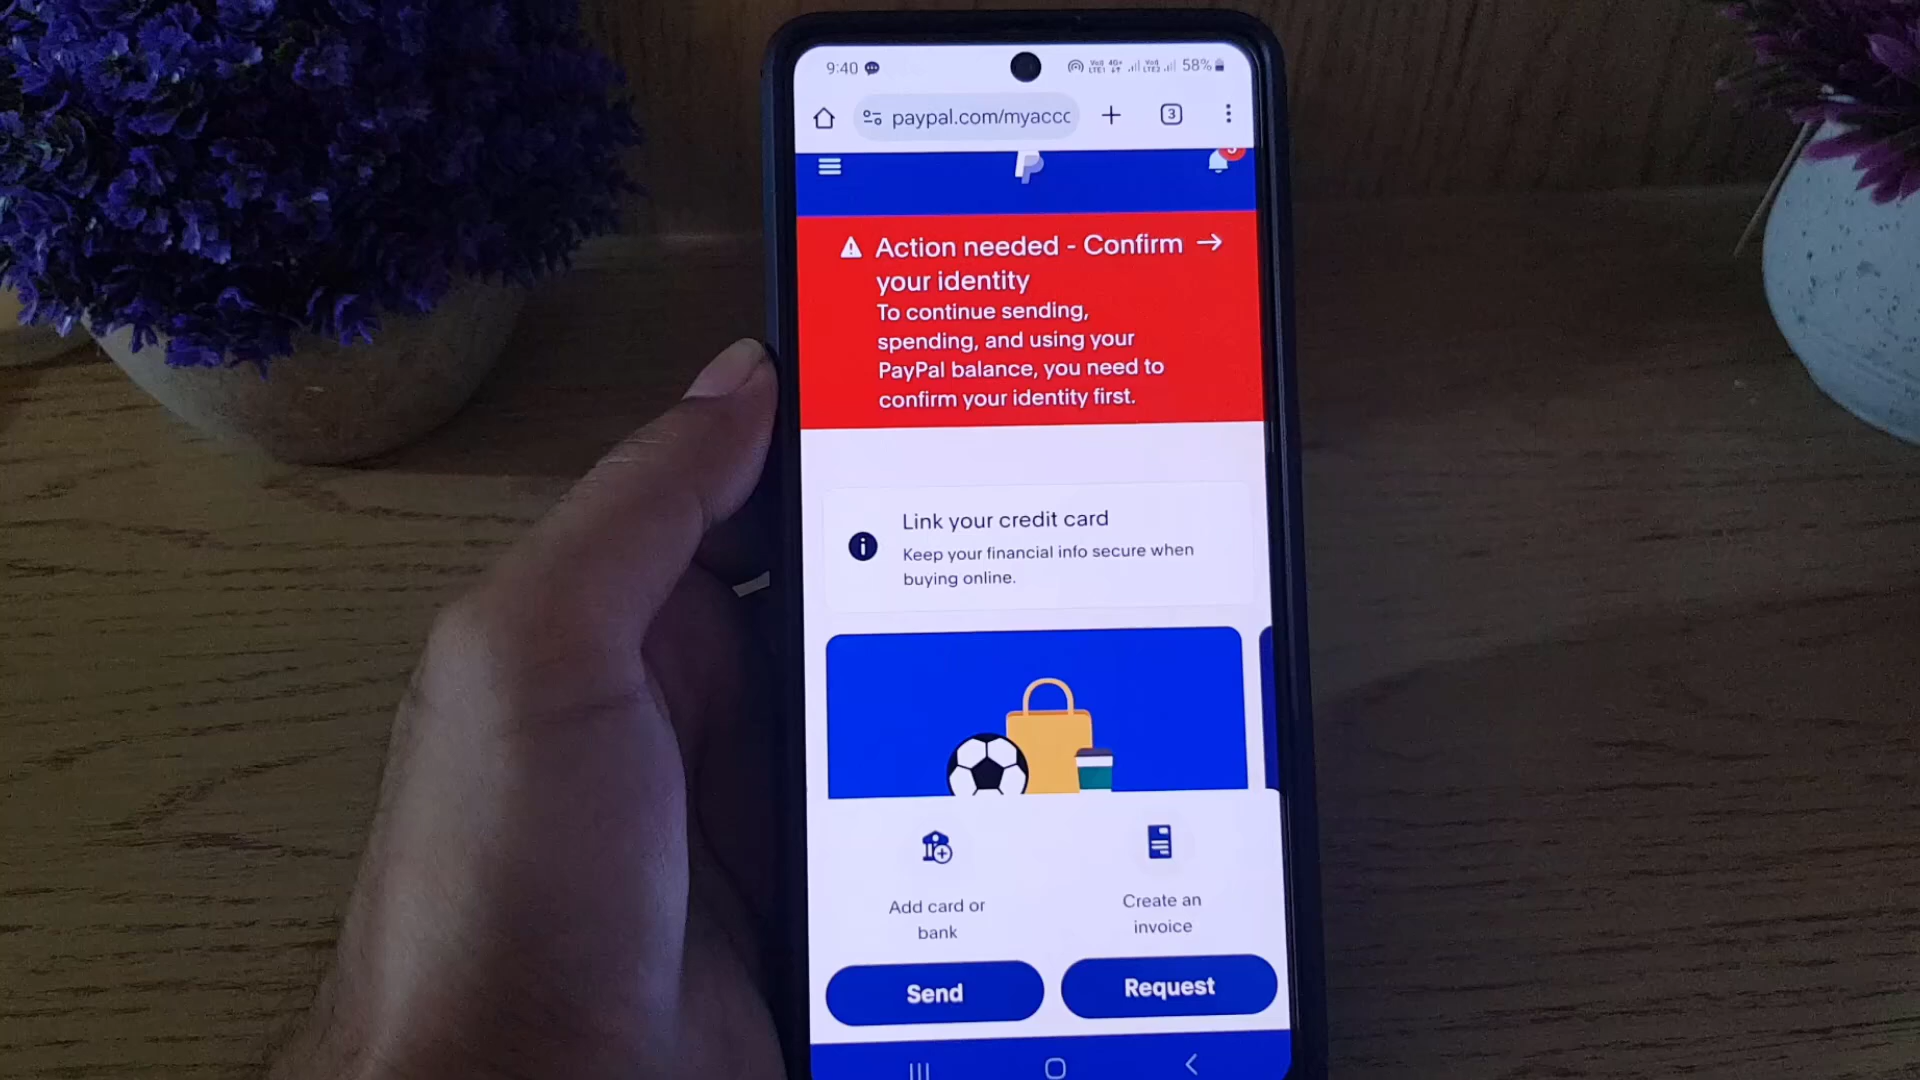 9:40 58%
paypal.com/myacc 3
Action needed - Confirm
your identity
To continue sending,
spending, and using your
PayPal balance, you need to
confirm your identity first.
Link your credit card
Keep your financial info secure when
buying online.
Add card or
bank
Create an
invoice
Send
Request